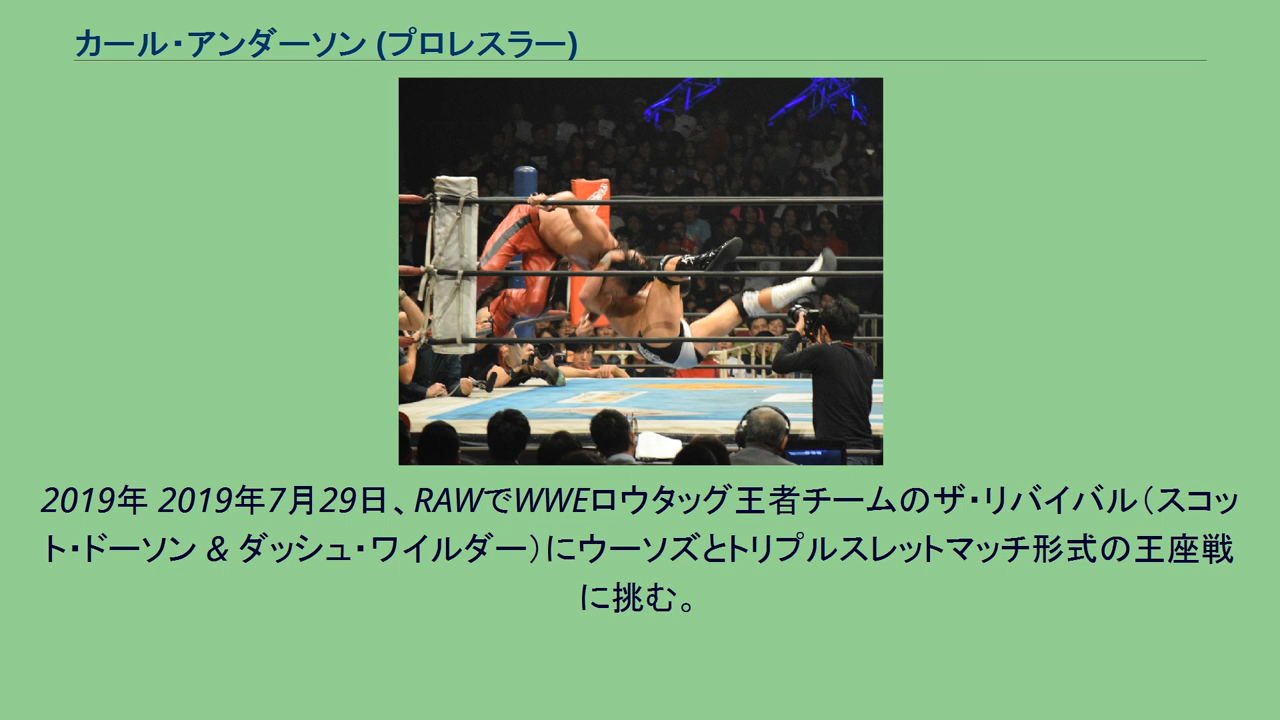 カール・アンダーソン (プロレスラー)
2019年 2019年7月29日、RAWでWWEロウタッグ王者チームのザ・リバイバル（スコッ
ト・ドーソン & ダッシュ・ワイルダー）にウーソズとトリプルスレットマッチ形式の王座戦
に挑む。